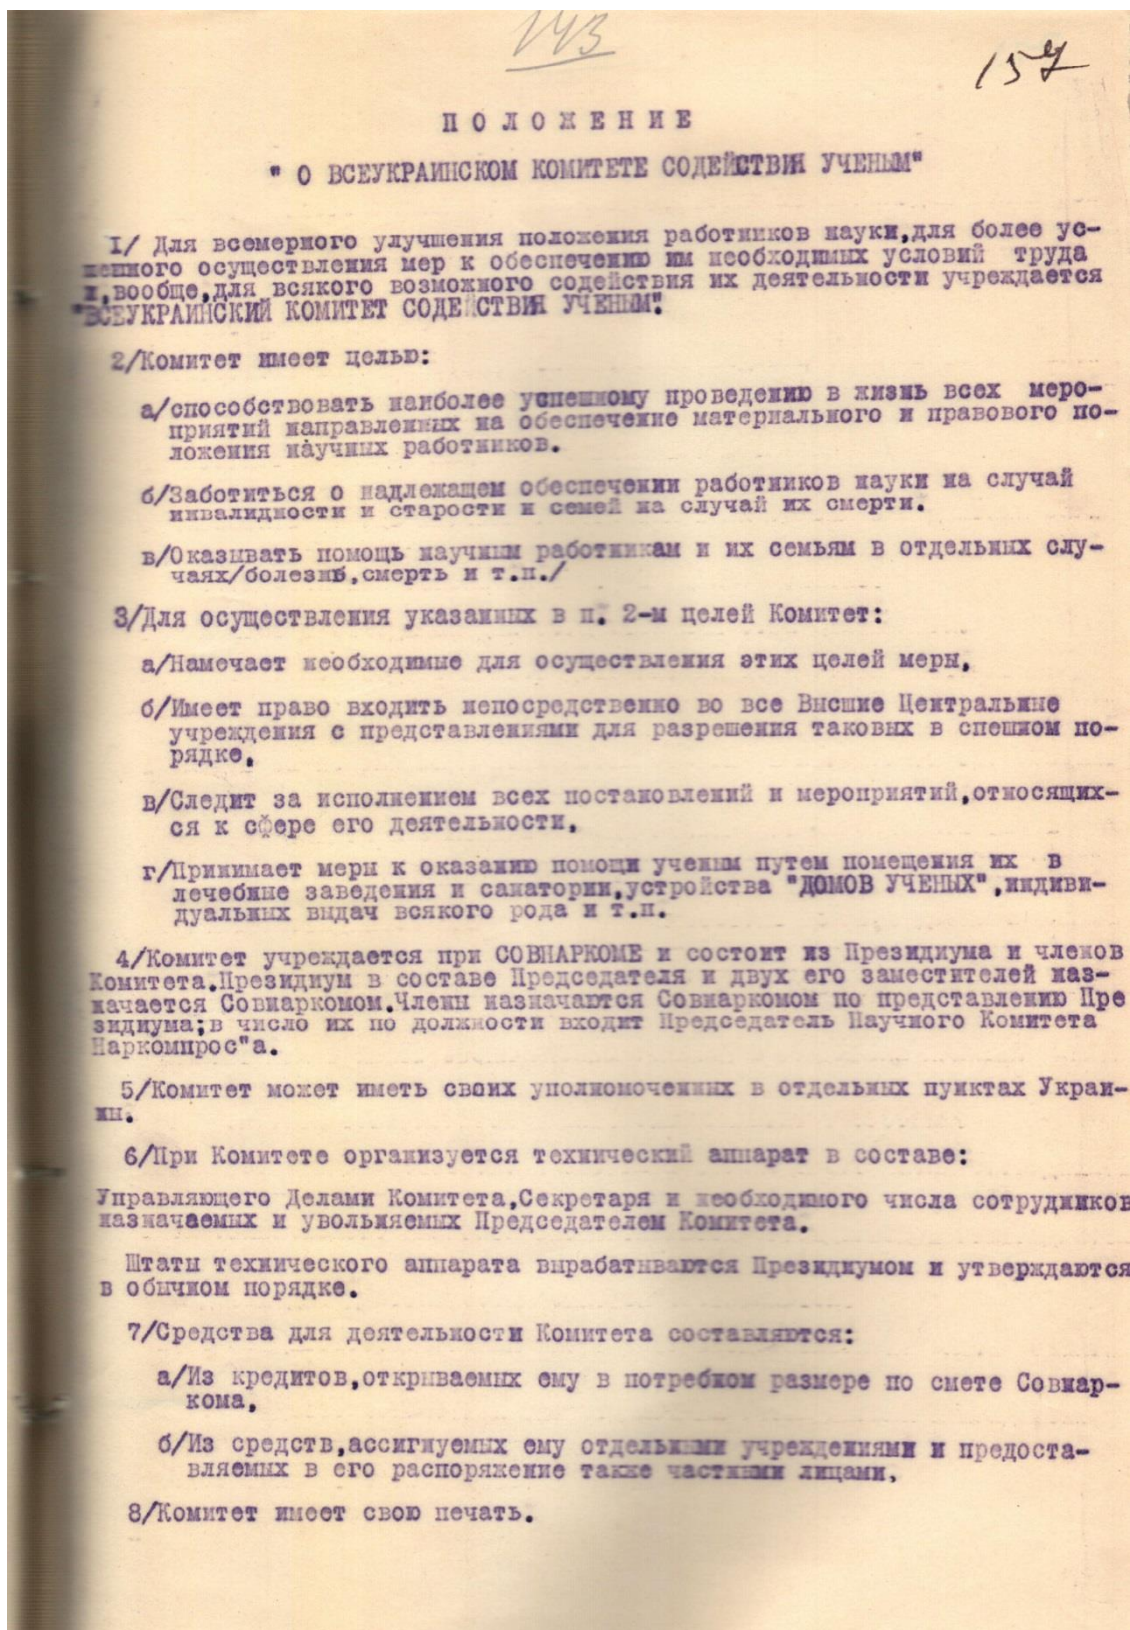 143
157
ПОЛОЖЕНИЕ
" О ВСЕУКРАИНСКОМ КОМИТЕТЕ СОДЕЙСТВИЯ УЧЕНЫМ"
I/ Для всемерного улучшения положения работников науки,для более ус-
пешного осуществления мер к обеспечению им необходимых условий труда
и,вообще,для всякого возможного содействия их деятельности учреждается
"ВСЕУКРАИНСКИЙ КОМИТЕТ СОДЕЙСТВИЯ УЧЕНЫМ".
2/Комитет имеет целью:
а/способствовать наиболее успешному проведению в жизнь всех меро-
приятий направленных на обеспечение материального и правового по-
ложения научных работников.
б/Заботиться о надлежащем обеспечении работников науки на случай
инвалидности и старости и семей на случай их смерти.
в/Оказывать помощь научным работникам и их семьям в отдельных слу-
чаях/болезнь,смерть и т.п./
3/Для осуществления указанных в п. 2-м целей Комитет:
а/Намечает необходимые для осуществления этих целей меры,
б/Имеет право входить непосредственно во все Высшие Центральные
учреждения с представлениями для разрешения таковых в спешном по-
рядке,
в/Следит за исполнением всех постановлений и мероприятий,относящих-
ся к сфере его деятельности,
г/Принимает меры к оказанию помощи ученым путем помещения их в
лечебные заведения и санатории,устройства "ДОМОВ УЧЕНЫХ",индиви-
дуальных выдач всякого рода и т.п.
4/Комитет учреждается при СОВНАРКОМЕ и состоит из Президиума и членов
Комитета.Президиум в составе Председателя и двух его заместителей наз-
начается Совнаркомом.Члены назначаются Совнаркомом по представлению Пре
зидиума;в число их по должности входит Председатель Научного Комитета
Наркомпрос"а.
5/Комитет может иметь своих уполномоченных в отдельных пунктах Украи-
ны.
6/При Комитете организуется технический аппарат в составе:
Управляющего Делами Комитета,Секретаря и необходимого числа сотрудников
назначаемых и увольняемых Председателем Комитета.
Штаты технического аппарата вырабатываются Президиумом и утверждаются
в обычном порядке.
7/Средства для деятельности Комитета составляются:
а/Из кредитов,открываемых ему в потребном размере по смете Совнар-
кома,
б/Из средств,ассигнуемых ему отдельными учреждениями и предоста-
вляемых в его распоряжение также частными лицами,
8/Комитет имеет свою печать.